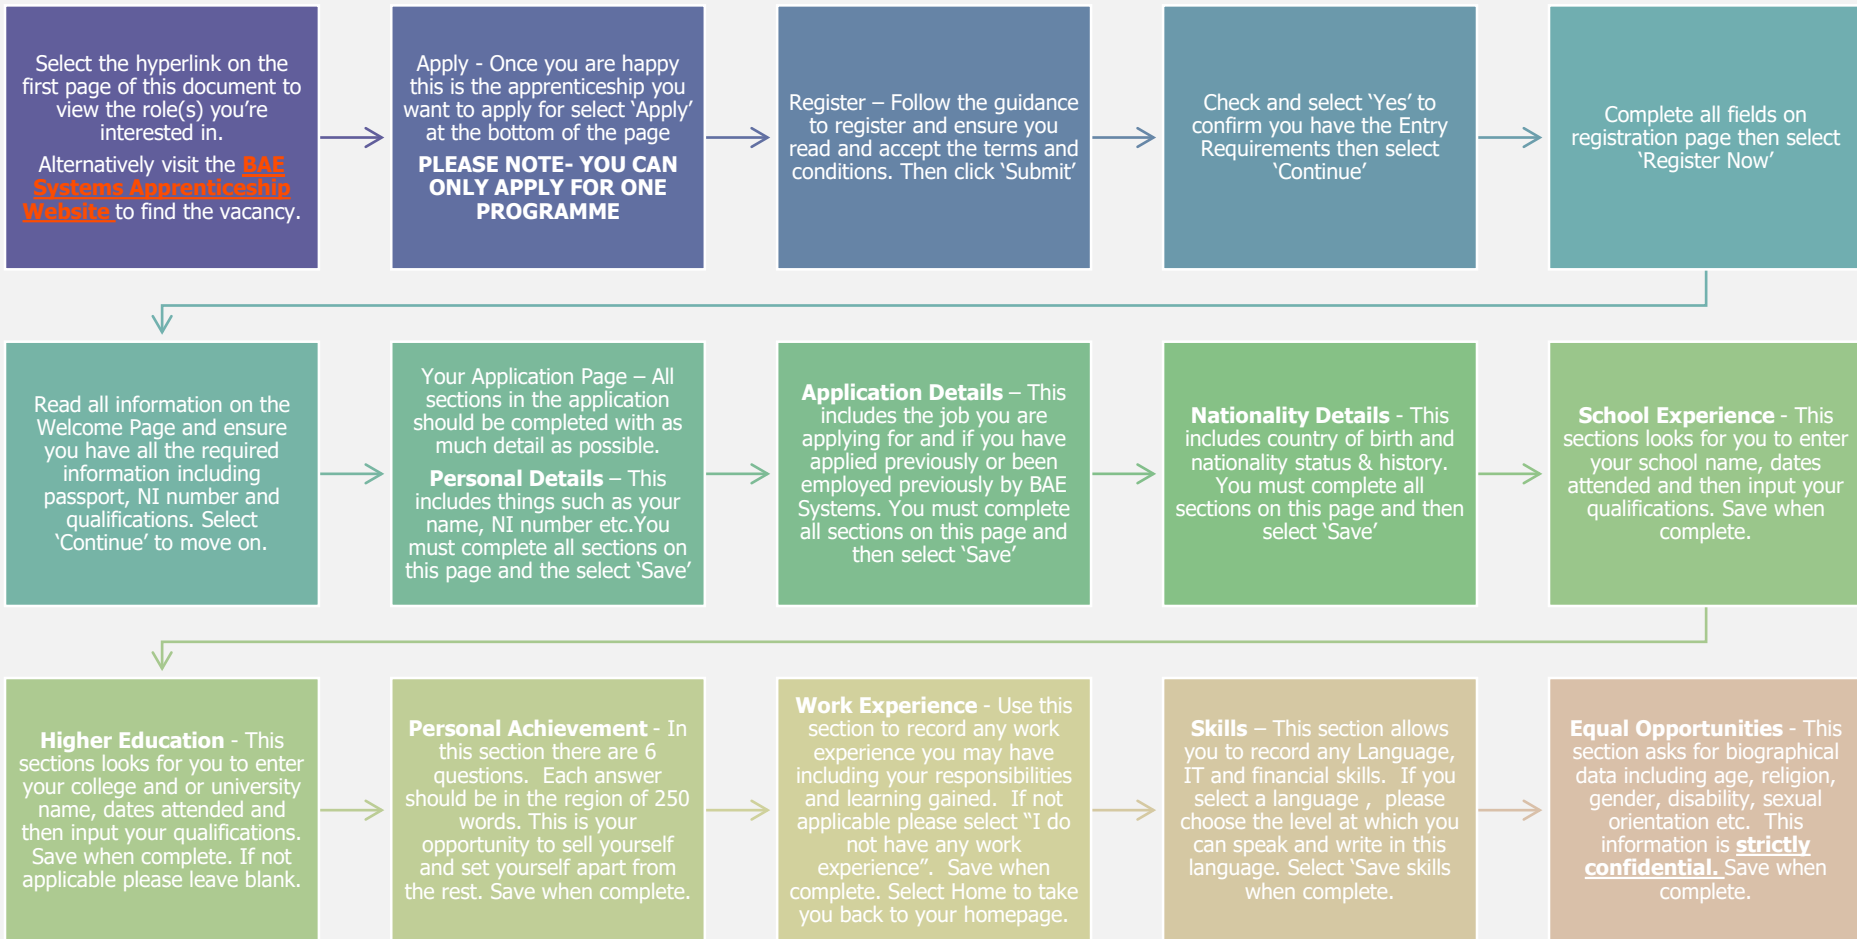 Select the hyperlink on the
first page of this document to
view the role(s) you’re
interested in.
Alternatively visit the BAE
Systems Apprenticeship
Website to find the vacancy.
Apply - Once you are happy
this is the apprenticeship you
want to apply for select ‘Apply’
at the bottom of the page
PLEASE NOTE- YOU CAN
ONLY APPLY FOR ONE
PROGRAMME
Register – Follow the guidance
to register and ensure you
read and accept the terms and
conditions. Then click ‘Submit’
Check and select ‘Yes’ to
confirm you have the Entry
Requirements then select
‘Continue’
Complete all fields on
registration page then select
‘Register Now’
Read all information on the
Welcome Page and ensure
you have all the required
information including
passport, NI number and
qualifications. Select
‘Continue’ to move on.
Your Application Page – All
sections in the application
should be completed with as
much detail as possible.
Personal Details – This
includes things such as your
name, NI number etc.You
must complete all sections on
this page and the select ‘Save’
Application Details – This
includes the job you are
applying for and if you have
applied previously or been
employed previously by BAE
Systems. You must complete
all sections on this page and
then select ‘Save’
Nationality Details - This
includes country of birth and
nationality status & history.
You must complete all
sections on this page and then
select ‘Save’
School Experience - This
sections looks for you to enter
your school name, dates
attended and then input your
qualifications. Save when
complete.
Higher Education - This
sections looks for you to enter
your college and or university
name, dates attended and
then input your qualifications.
Save when complete. If not
applicable please leave blank.
Personal Achievement - In
this section there are 6
questions. Each answer
should be in the region of 250
words. This is your
opportunity to sell yourself
and set yourself apart from
the rest. Save when complete.
Work Experience - Use this
section to record any work
experience you may have
including your responsibilities
and learning gained. If not
applicable please select “I do
not have any work
experience”. Save when
complete. Select Home to take
you back to your homepage.
Skills – This section allows
you to record any Language,
IT and financial skills. If you
select a language , please
choose the level at which you
can speak and write in this
language. Select ‘Save skills
when complete.
Equal Opportunities - This
section asks for biographical
data including age, religion,
gender, disability, sexual
orientation etc. This
information is strictly
confidential. Save when
complete.